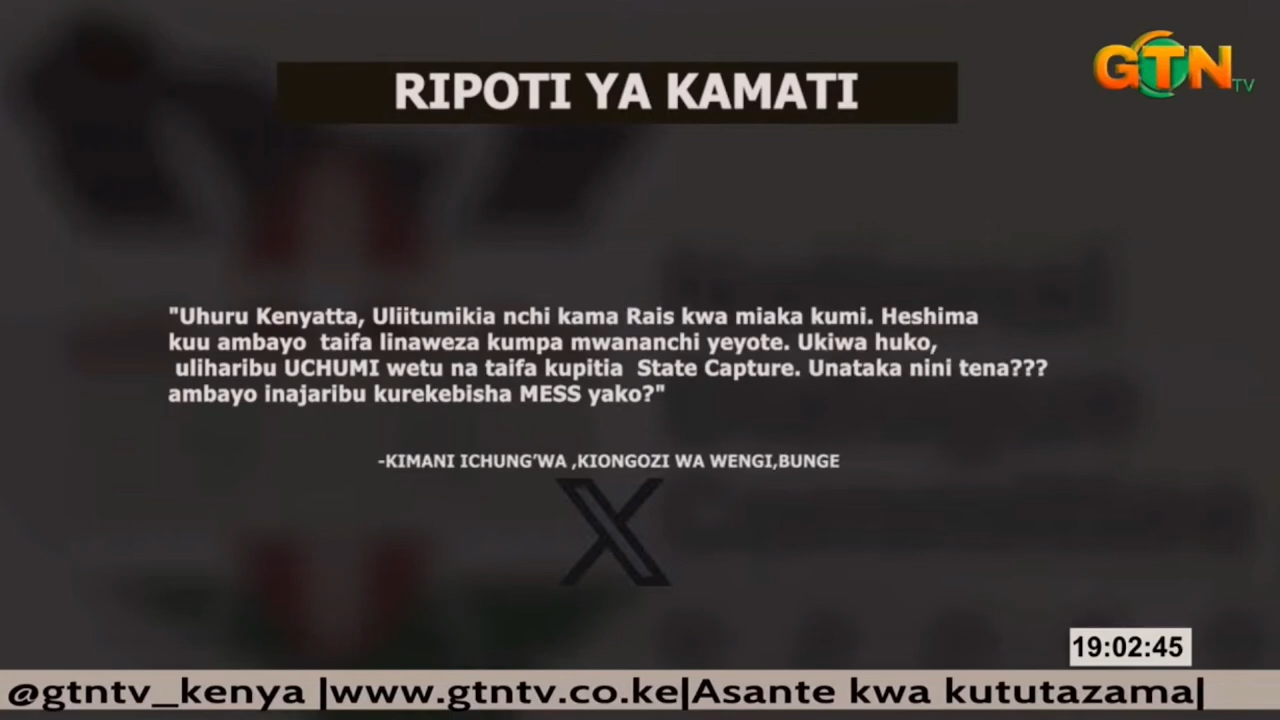 RIPOTI YA KAMATI
GTN TV
"Uhuru Kenyatta, Uliitumikia nchi kama Rais kwa miaka kumi. Heshima
kuu ambayo taifa linaweza kumpa mwananchi yeyote. Ukiwa huko,
uliharibu UCHUMI wetu na taifa kupitia State Capture. Unataka nini tena???
ambayo inajaribu kurekebisha MESS yako?"
-KIMANI ICHUNG'WA ,KIONGOZI WA WENGI,BUNGE
X
19:02:45
@gtntv_kenya |www.gtntv.co.ke|Asante kwa kututazama|